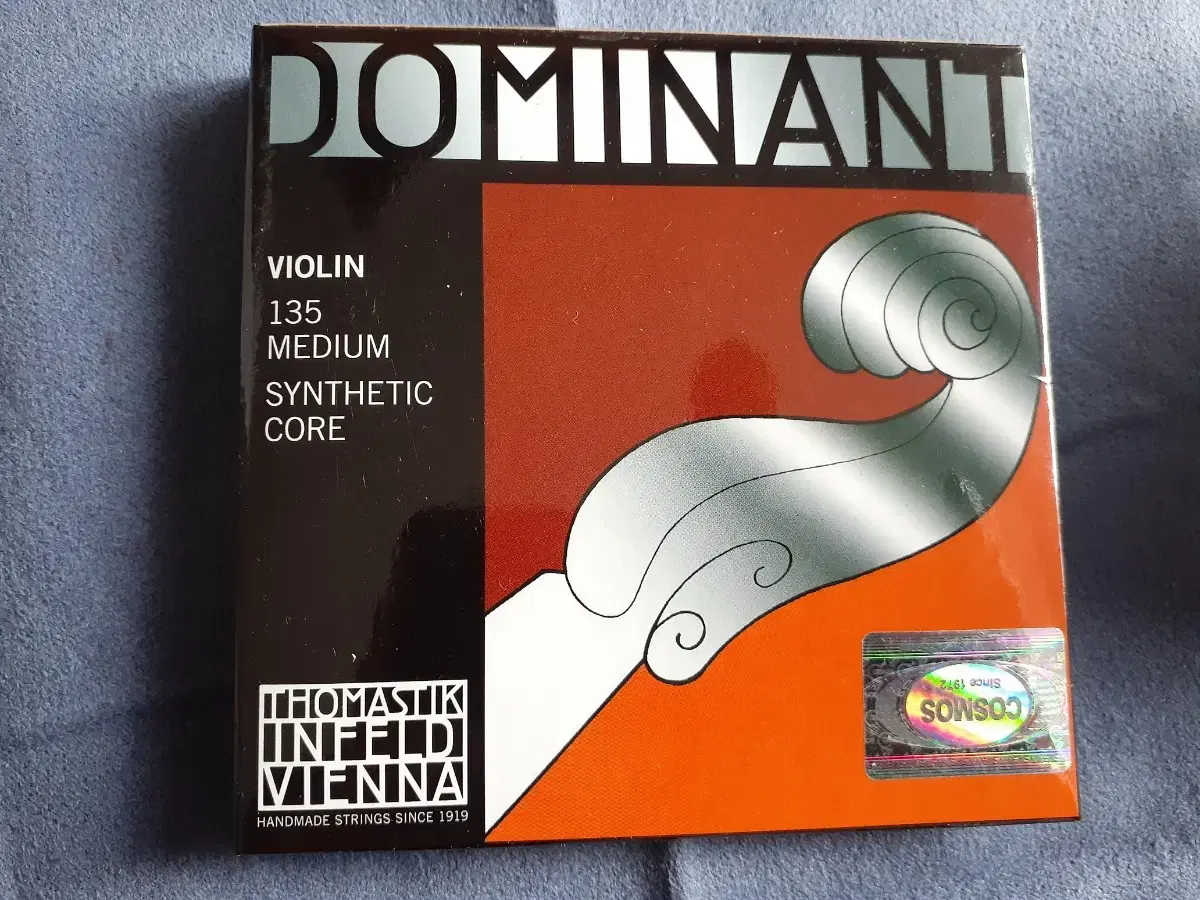 DOMINANT
VIOLIN
135
MEDIUM
SYNTHETIC
CORE
THOMASTIK
INFELD
VIENNA
HANDMADE STRINGS SINCE 1919
COSMOS
Since 1972